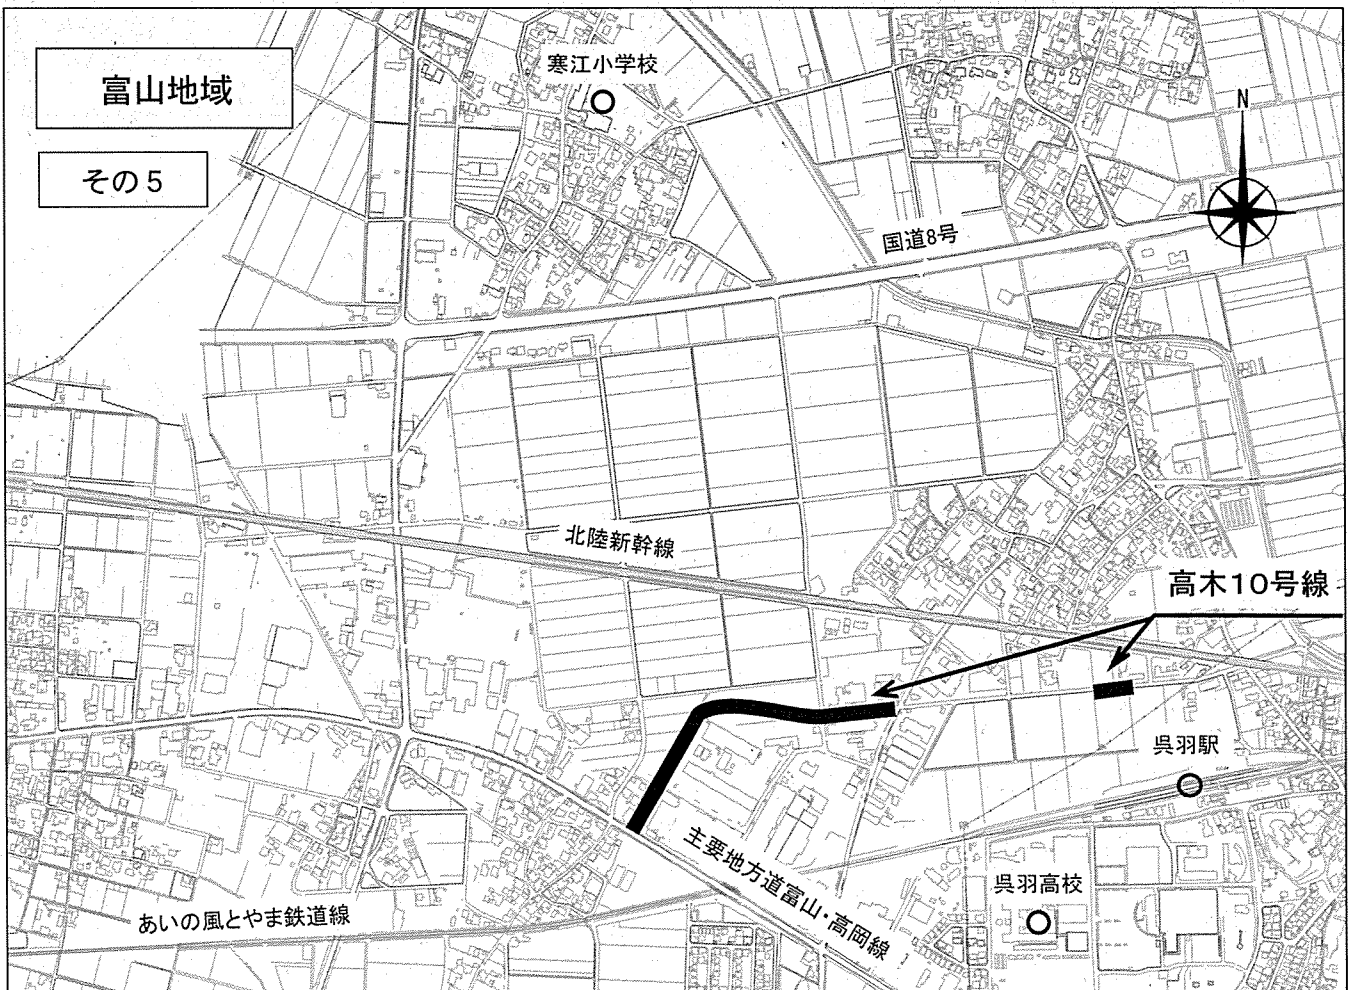 富山地域
その5
寒江小学校
N
国道8号
北陸新幹線
高木10号線
呉羽駅
主要地方道富山・高岡線
呉羽高校
あいの風とやま鉄道線